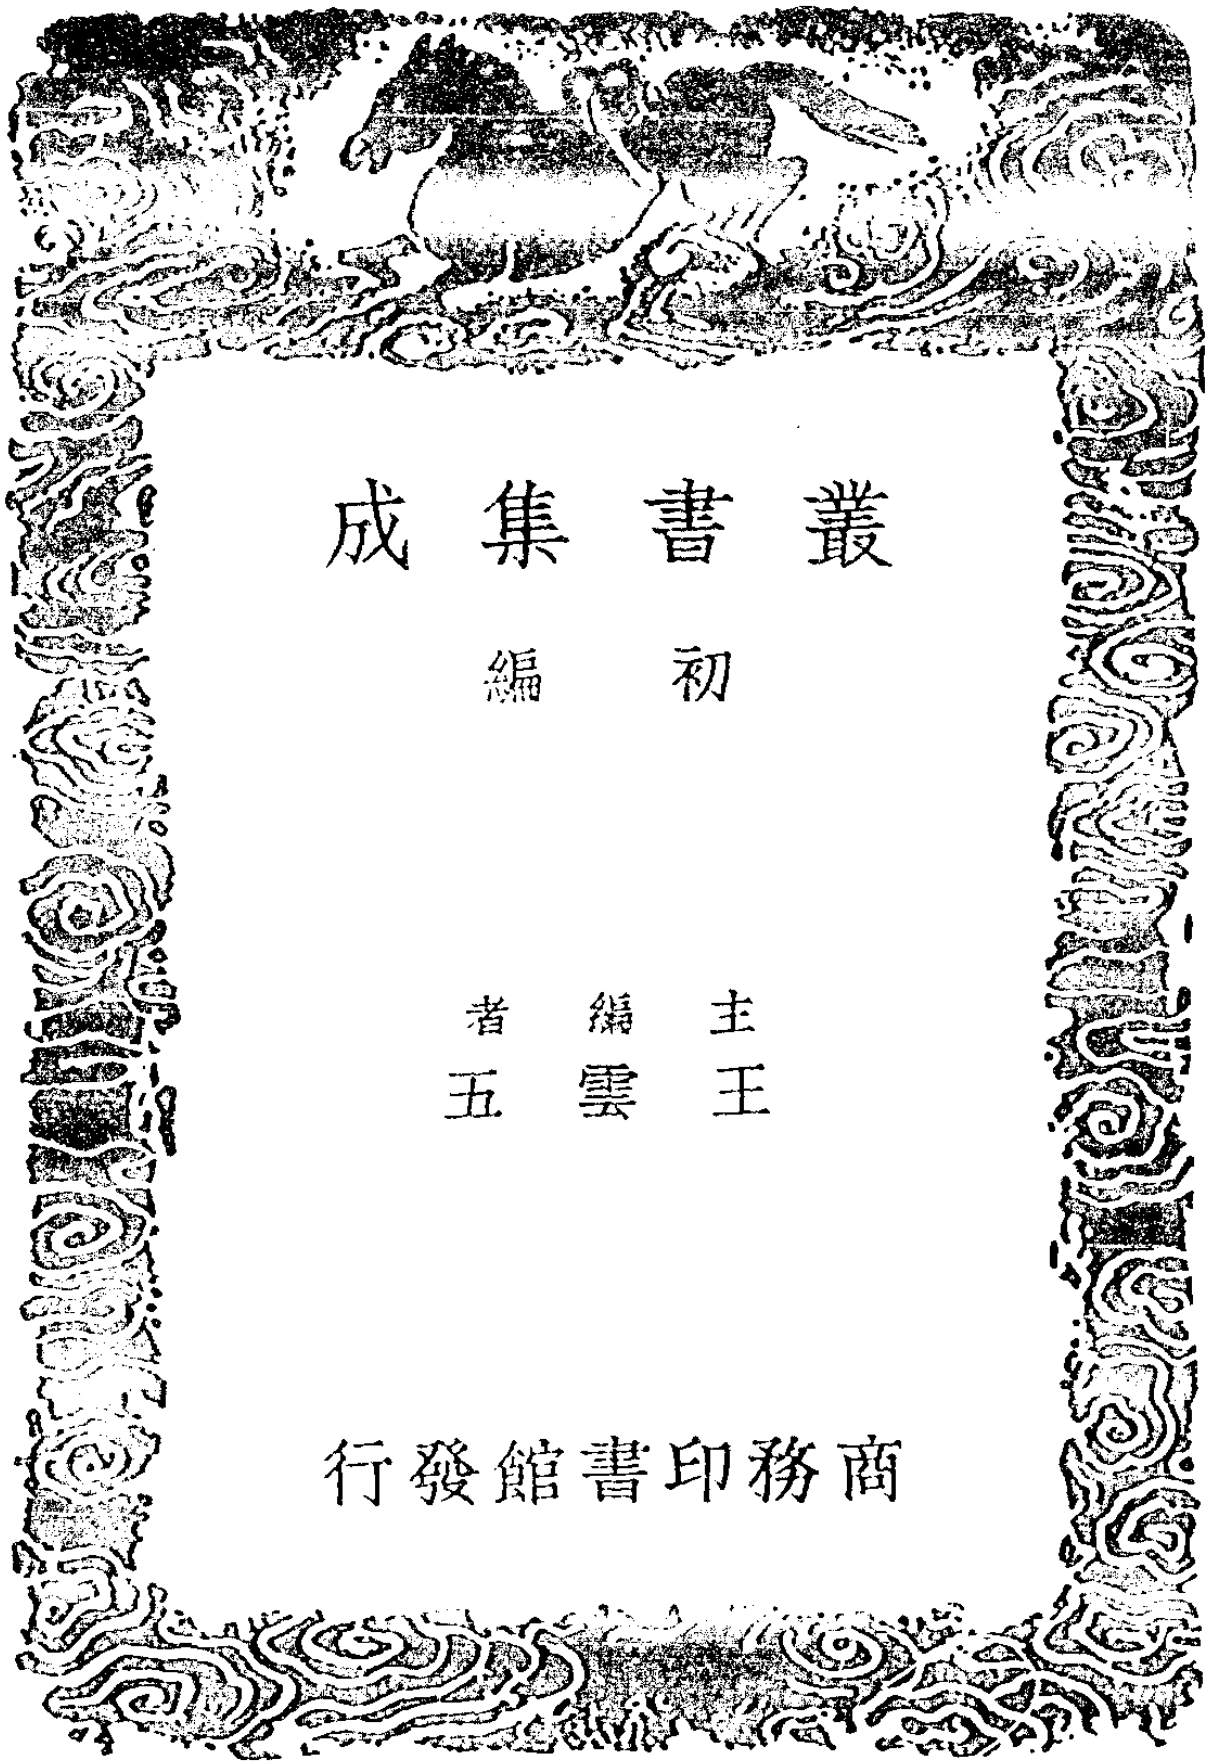 叢書集成
初編
主編者
王雲五
商務印書館發行